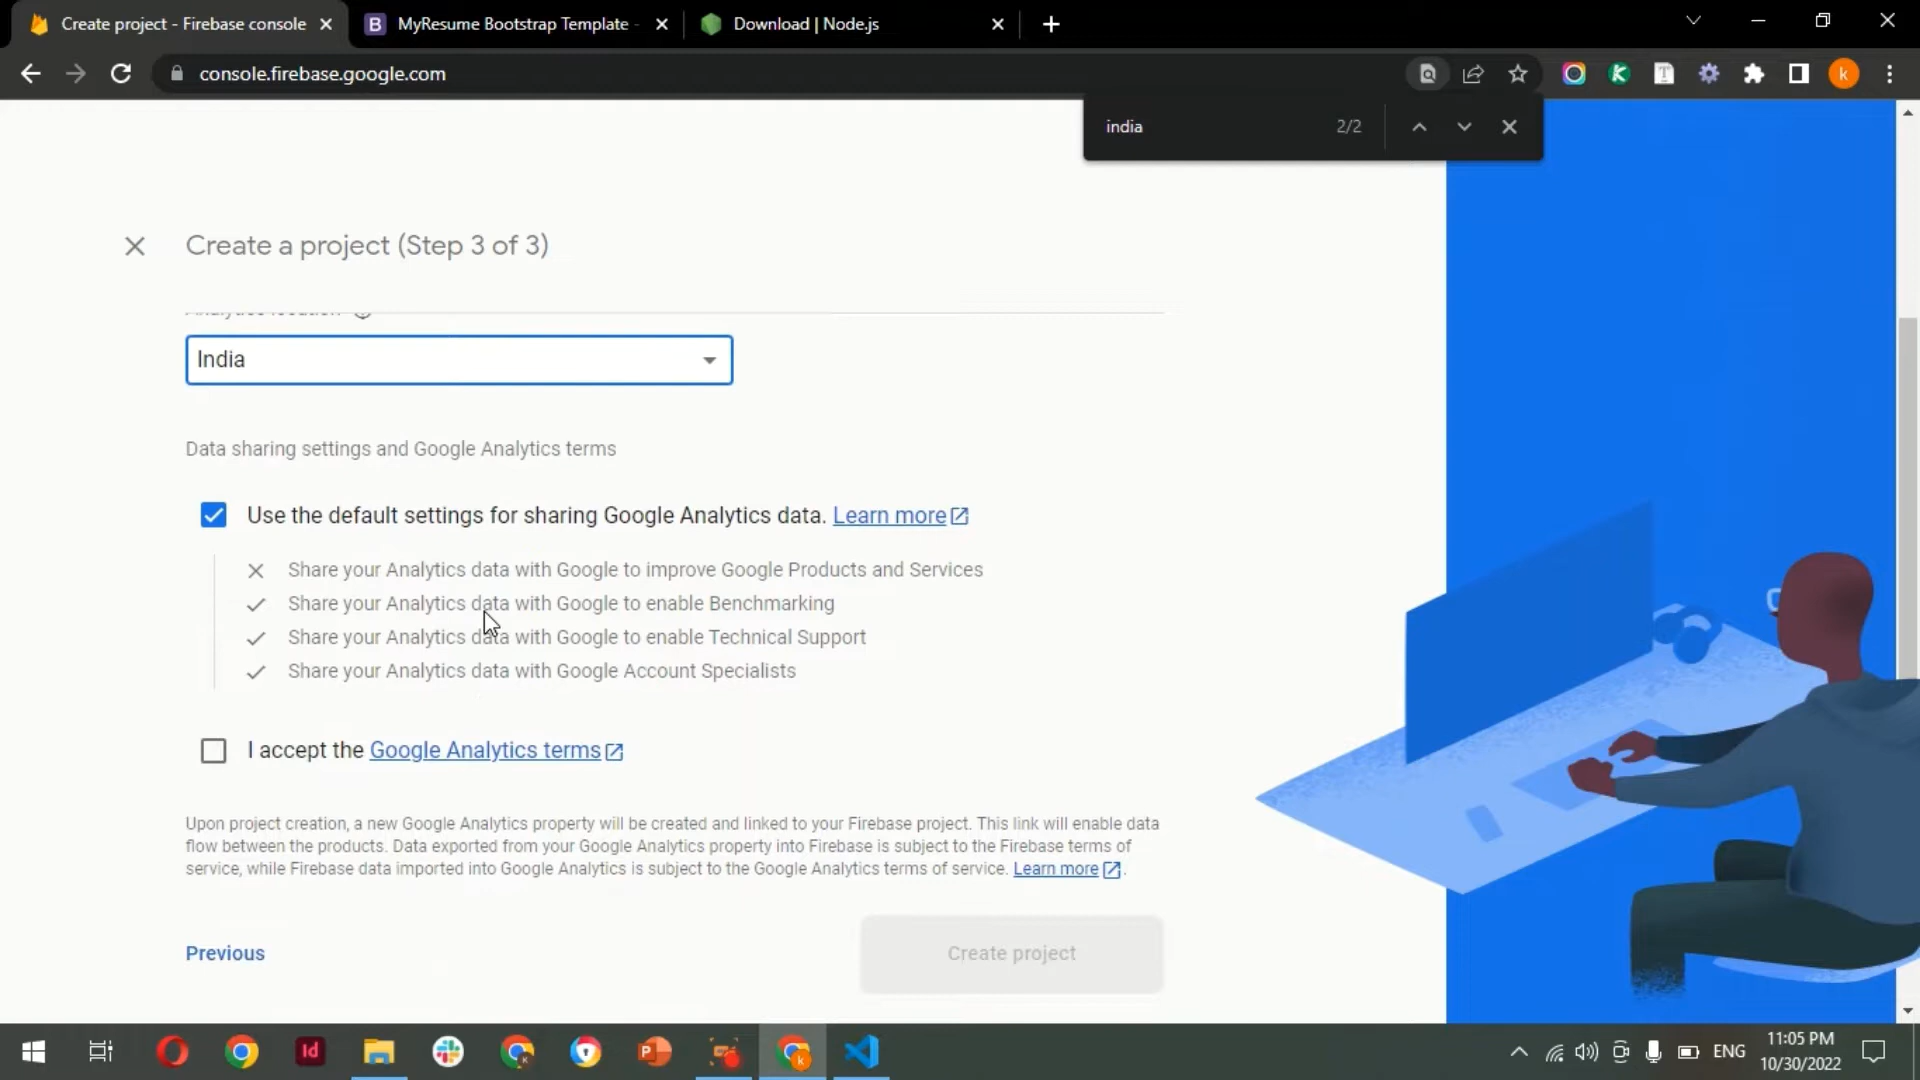 Create project - Firebase console
MyResume Bootstrap Template -
Download | Node.js
console.firebase.google.com
india
2/2
Create a project (Step 3 of 3)
India
Data sharing settings and Google Analytics terms
Use the default settings for sharing Google Analytics data. Learn more
Share your Analytics data with Google to improve Google Products and Services
Share your Analytics data with Google to enable Benchmarking
Share your Analytics data with Google to enable Technical Support
Share your Analytics data with Google Account Specialists
I accept the Google Analytics terms
Upon project creation, a new Google Analytics property will be created and linked to your Firebase project. This link will enable data
flow between the products. Data exported from your Google Analytics property into Firebase is subject to the Firebase terms of
service, while Firebase data imported into Google Analytics is subject to the Google Analytics terms of service. Learn more.
Previous
Create project
ENG
11:05 PM
10/30/2022